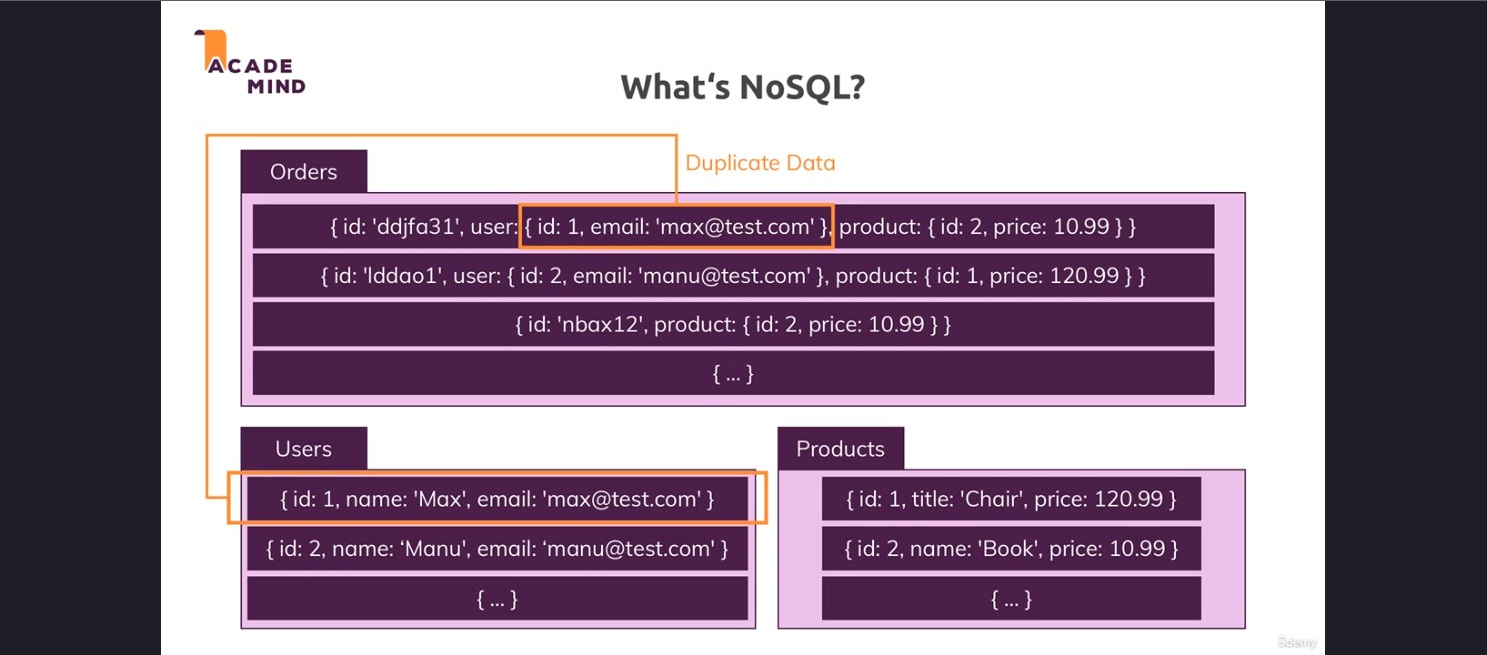 ACADE
MIND
What‘s NoSQL?
Duplicate Data
Orders
{ id: 'ddjfa31', user: { id: 1, email: 'max@test.com' }, product: { id: 2, price: 10.99 } }
{ id: 'lddao1', user: { id: 2, email: 'manu@test.com' }, product: { id: 1, price: 120.99 } }
{ id: 'nbax12', product: { id: 2, price: 10.99 } }
{ ... }
Users
{ id: 1, name: 'Max', email: 'max@test.com' }
{ id: 2, name: ‘Manu', email: ‘manu@test.com' }
{ ... }
Products
{ id: 1, title: 'Chair', price: 120.99 }
{ id: 2, name: 'Book', price: 10.99 }
{ ... }
ûdemy